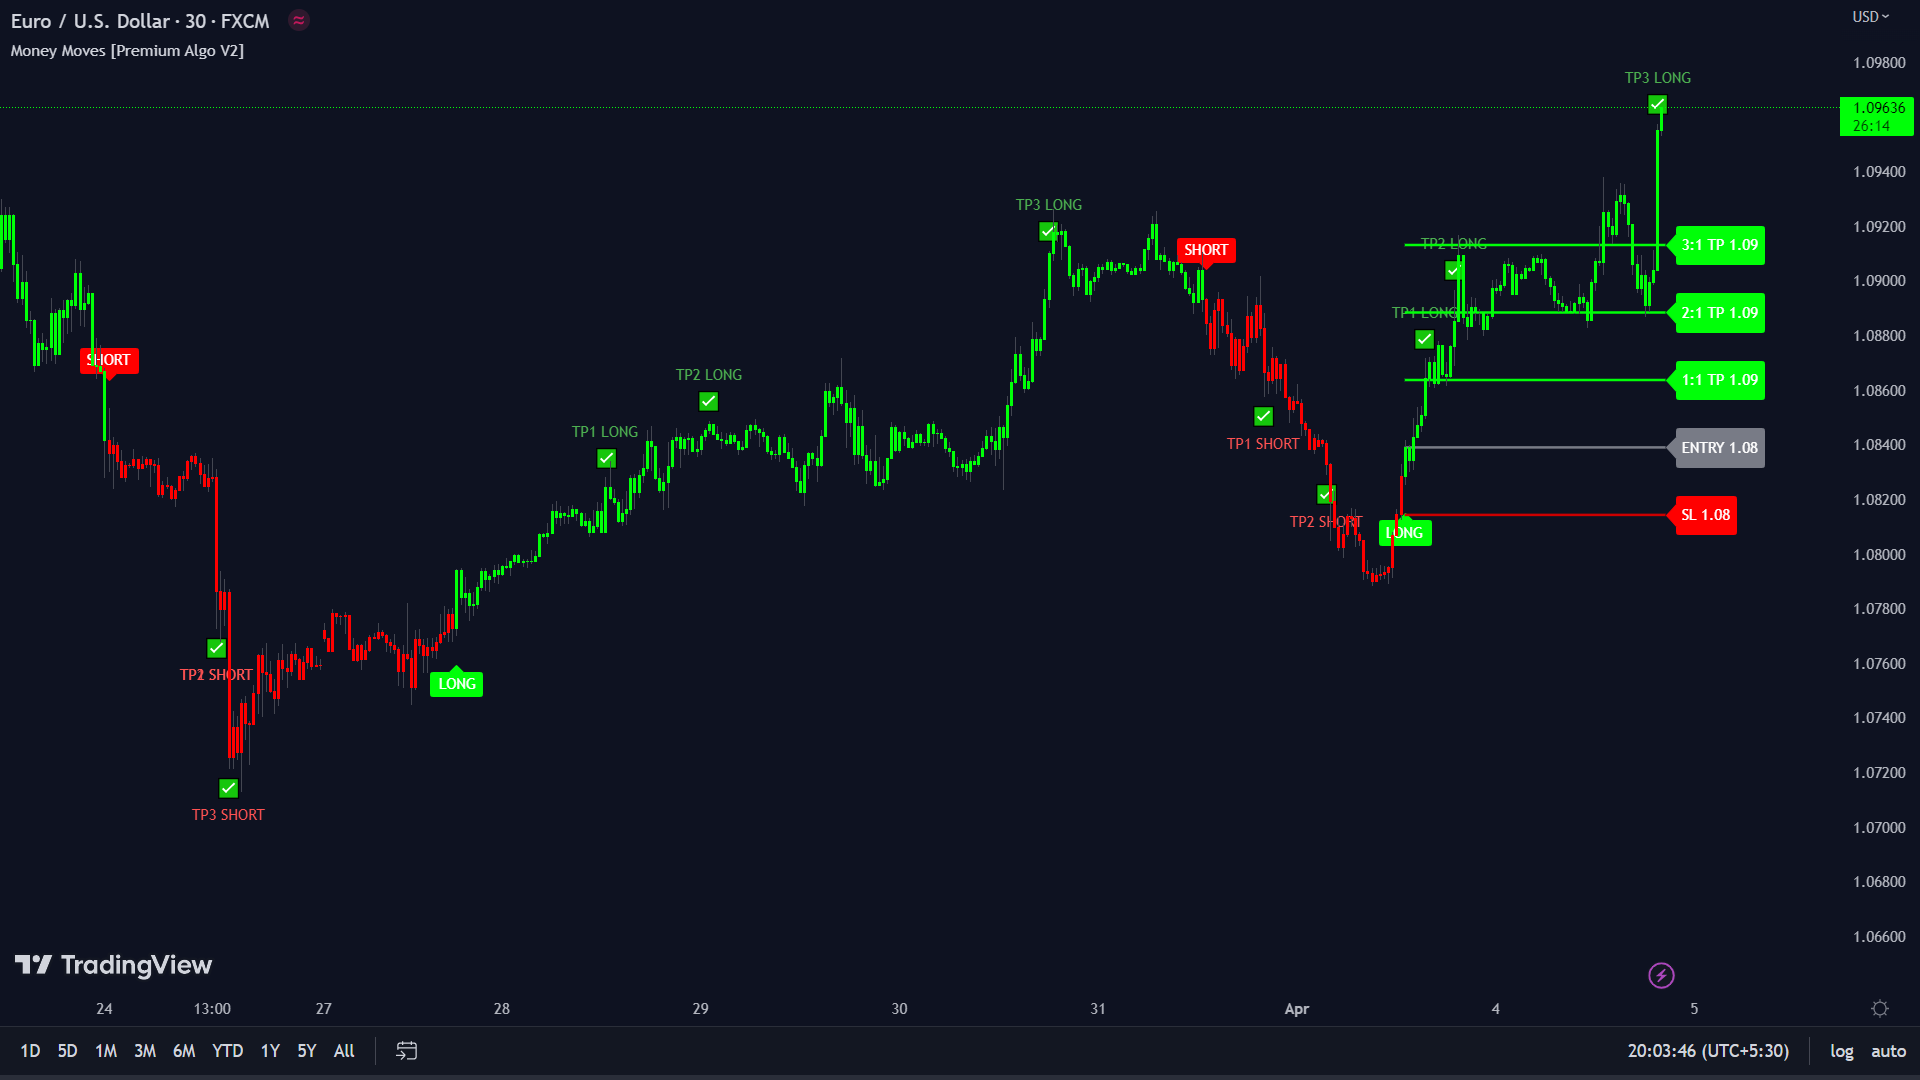 Euro / U.S. Dollar · 30 · FXCM
Money Moves [Premium Algo V2]
USD
1.09800
TP3 LONG
1.09636
26:14
1.09400
1.09200
TP3 LONG
SHORT
TP2 LONG
3:1 TP 1.09
1.09000
TP1 LONG
2:1 TP 1.09
1.08800
SHORT
TP2 LONG
1:1 TP 1.09
1.08600
TP1 LONG
TP1 SHORT
ENTRY 1.08
1.08400
1.08200
TP2 SHORT
LONG
SL 1.08
1.08000
1.07800
TP2 SHORT
LONG
1.07600
1.07400
1.07200
TP3 SHORT
1.07000
1.06800
1.06600
TradingView
24 13:00 27 28 29 30 31 Apr 4 5
1D 5D 1M 3M 6M YTD 1Y 5Y All 20:03:46 (UTC+5:30) log auto